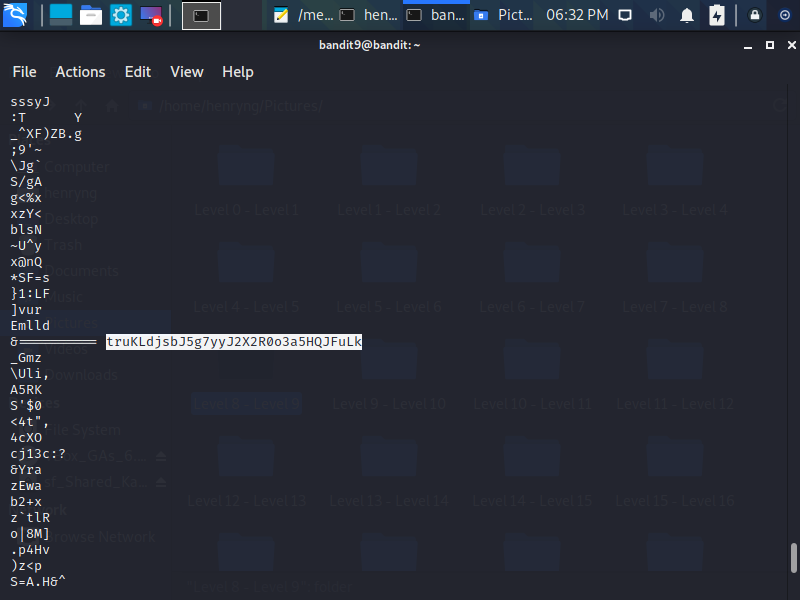 /me... hen... ban... Pict... 06:32 PM
bandit9@bandit: ~
File Actions Edit View Help
/home/henryng/Pictures/
sssyJ
:T Y
_^XF)ZB.g
;9'~
\Jg`
S/gA
g<%x
xzY<
blsN
~U^y
x@nQ
*SF=s
}1:LF
]vur
Emlld
&========== truKLdjsbJ5g7yyJ2X2R0o3a5HQJFuLk
_Gmz
\Uli,
A5RK
S'$0
<4t",
4cXO
cj13c:?
&Yra
zEwa
b2+x
z`tlR
o|8M]
.p4Hv
)z<p
S=A.H&^
Computer
henryng
Desktop
Trash
Documents
Music
Videos
Downloads
File System
Browse Network
Level 0 - Level 1 Level 1 - Level 2 Level 2 - Level 3 Level 3 - Level 4
Level 4 - Level 5 Level 5 - Level 6 Level 6 - Level 7 Level 7 - Level 8
Level 8 - Level 9 Level 9 - Level 10 Level 10 - Level 11 Level 11 - Level 12
Level 12 - Level 13 Level 13 - Level 14 Level 14 - Level 15 Level 15 - Level 16
"Level 8 - Level 9": folder